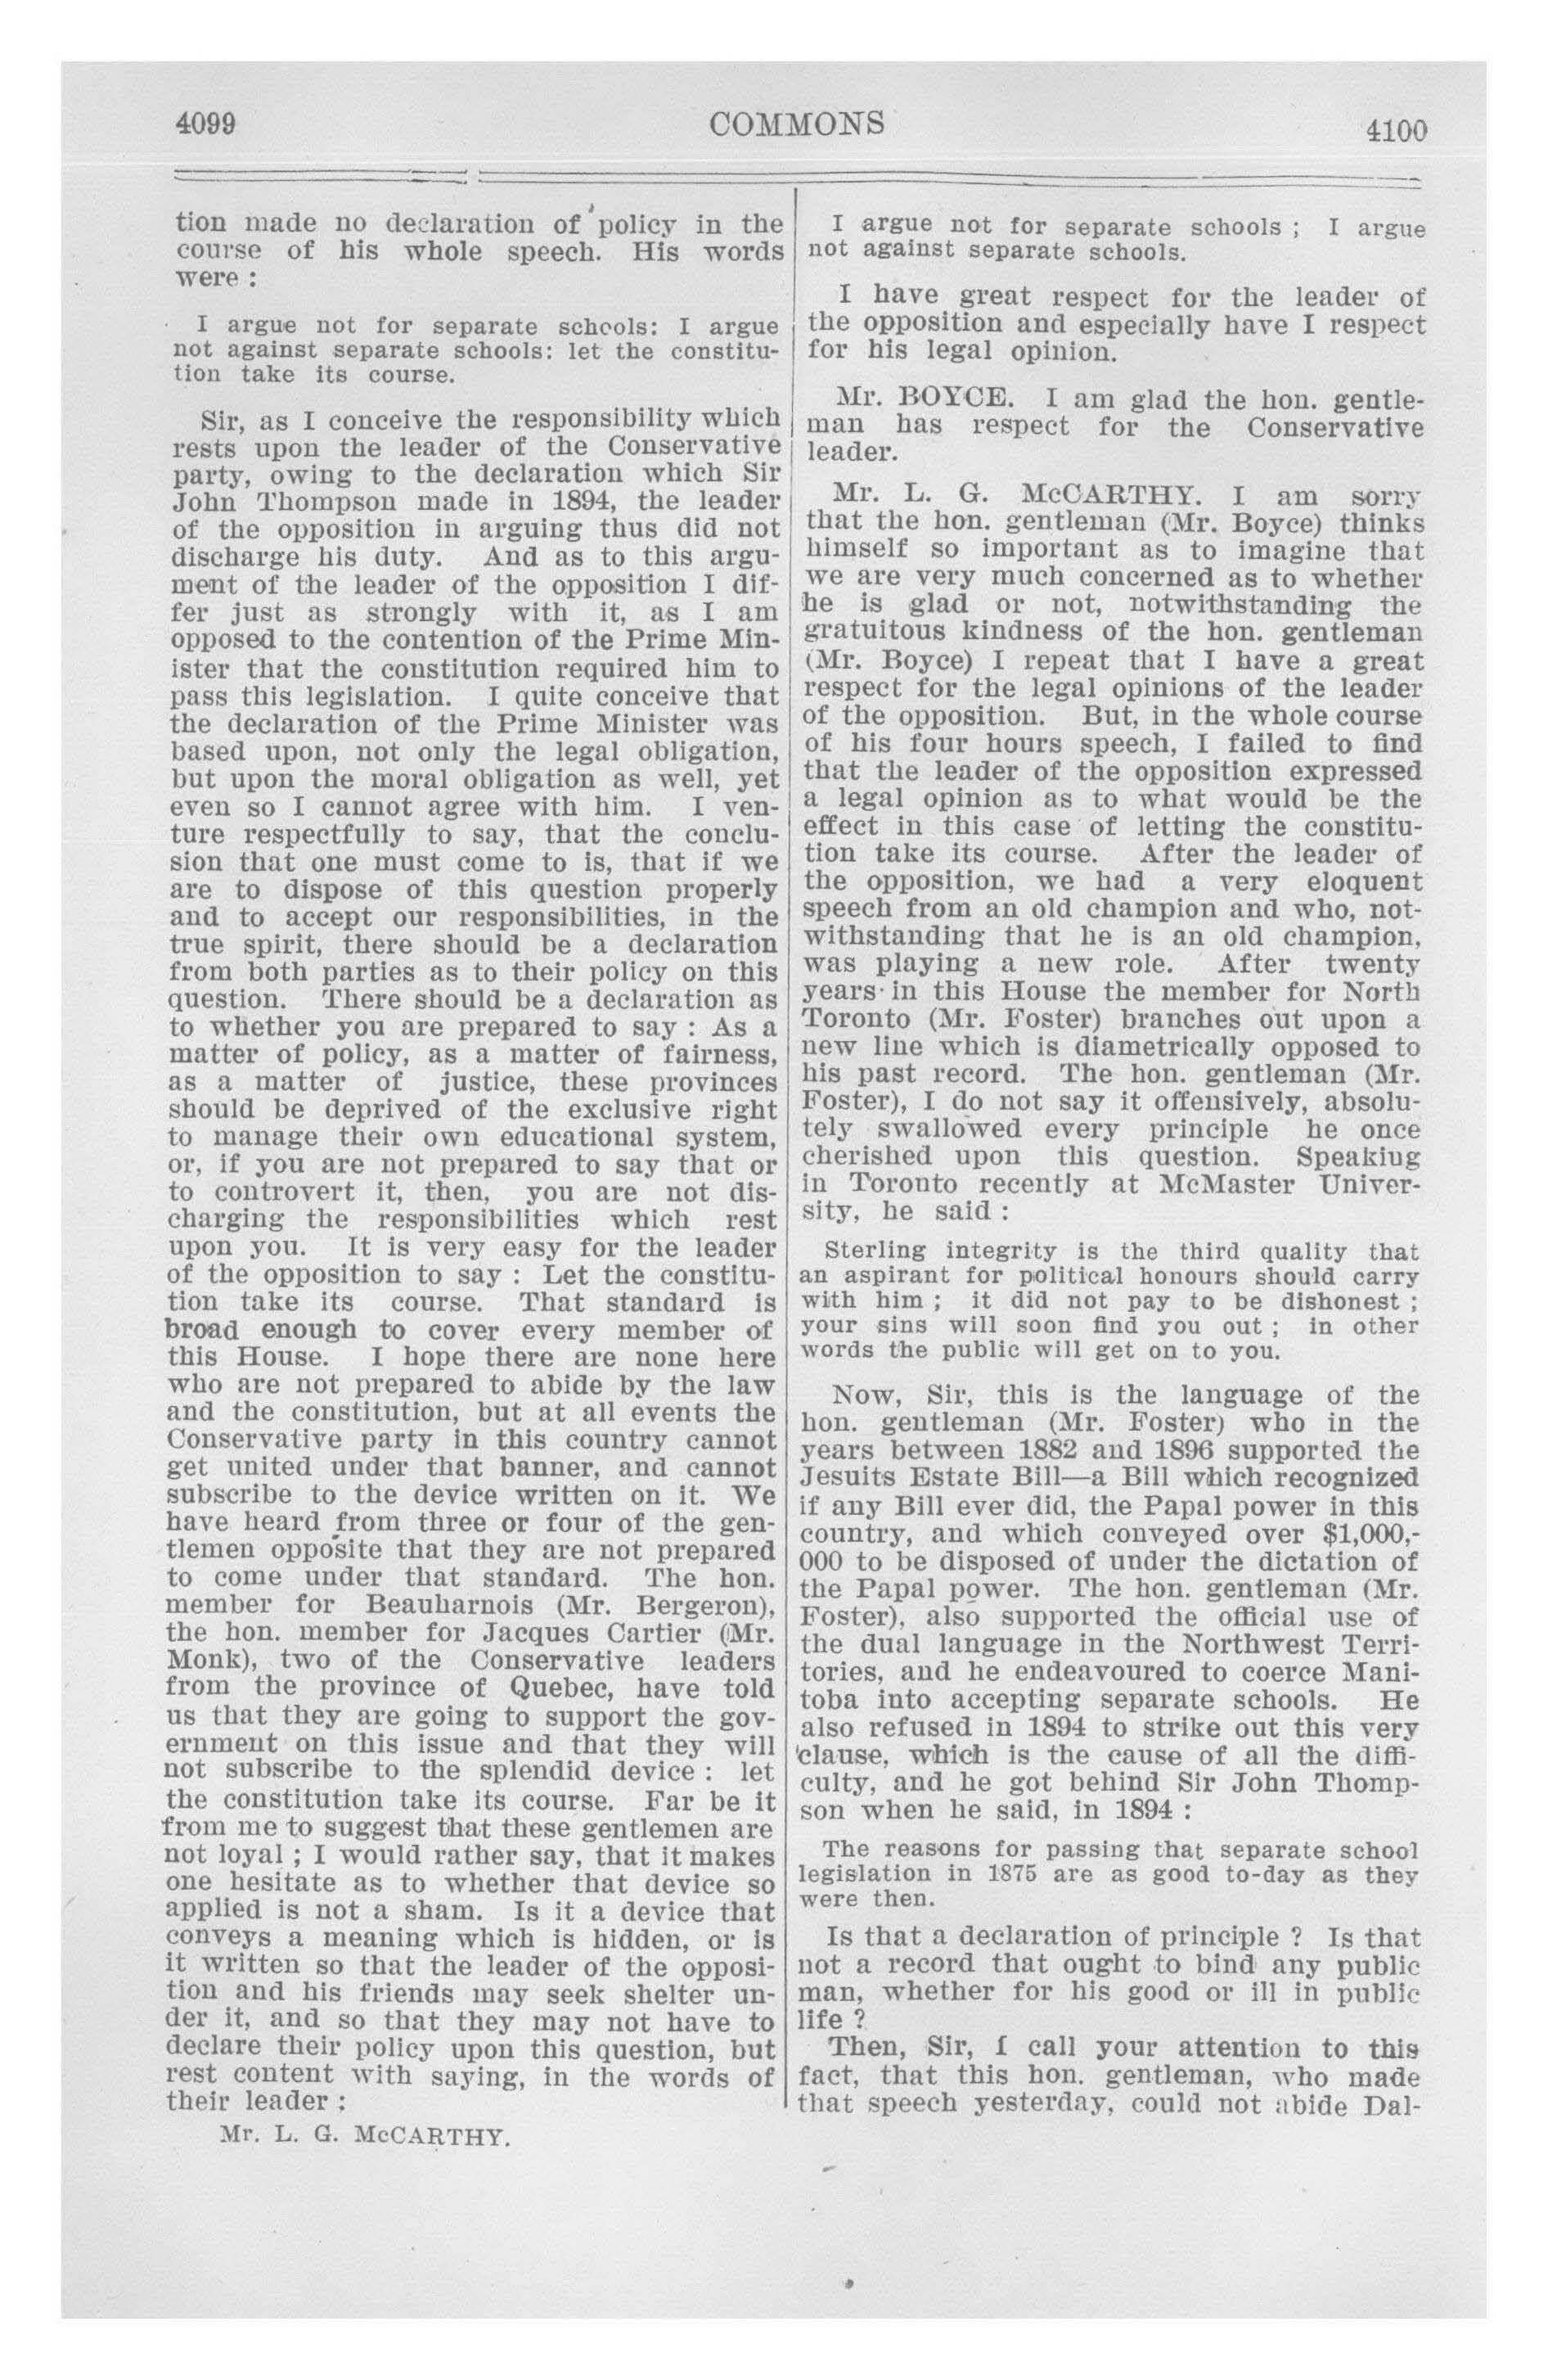 4099
COMMONS
4100
tion made no declaration of policy in the
course of his whole speech. His words
were :
I argue not for separate schools: I argue
not against separate schools: let the constitu-
tion take its course.
Sir, as I conceive the responsibility which
rests upon the leader of the Conservative
party, owing to the declaration which Sir
John Thompson made in 1894, the leader
of the opposition in arguing thus did not
discharge his duty. And as to this argu-
ment of the leader of the opposition I dif-
fer just as strongly with it, as I am
opposed to the contention of the Prime Min-
ister that the constitution required him to
pass this legislation. I quite conceive that
the declaration of the Prime Minister was
based upon, not only the legal obligation,
but upon the moral obligation as well, yet
even so I cannot agree with him. I ven-
ture respectfully to say, that the conclu-
sion that one must come to is, that if we
are to dispose of this question properly
and to accept our responsibilities, in the
true spirit, there should be a declaration
from both parties as to their policy on this
question. There should be a declaration as
to whether you are prepared to say : As a
matter of policy, as a matter of fairness,
as a matter of justice, these provinces
should be deprived of the exclusive right
to manage their own educational system,
or, if you are not prepared to say that or
to controvert it, then, you are not dis-
charging the responsibilities which rest
upon you. It is very easy for the leader
of the opposition to say : Let the constitu-
tion take its course. That standard is
broad enough to cover every member of
this House. I hope there are none here
who are not prepared to abide by the law
and the constitution, but at all events the
Conservative party in this country cannot
get united under that banner, and cannot
subscribe to the device written on it. We
have heard from three or four of the gen-
tlemen opposite that they are not prepared
to come under that standard. The hon.
member for Beauharnois (Mr. Bergeron),
the hon. member for Jacques Cartier (Mr.
Monk), two of the Conservative leaders
from the province of Quebec, have told
us that they are going to support the gov-
ernment on this issue and that they will
not subscribe to the splendid device : let
the constitution take its course. Far be it
from me to suggest that these gentlemen are
not loyal ; I would rather say, that it makes
one hesitate as to whether that device so
applied is not a sham. Is it a device that
conveys a meaning which is hidden, or is
it written so that the leader of the opposi-
tion and his friends may seek shelter un-
der it, and so that they may not have to
declare their policy upon this question, but
rest content with saying, in the words of
their leader :
Mr. L. G. McCARTHY.
I argue not for separate schools ; I argue
not against separate schools.
I have great respect for the leader of
the opposition and especially have I respect
for his legal opinion.
Mr. BOYCE. I am glad the hon. gentle-
man has respect for the Conservative
leader.
Mr. L. G. McCARTHY. I am sorry
that the hon. gentleman (Mr. Boyce) thinks
himself so important as to imagine that
we are very much concerned as to whether
he is glad or not, notwithstanding the
gratuitous kindness of the hon. gentleman
(Mr. Boyce) I repeat that I have a great
respect for the legal opinions of the leader
of the opposition. But, in the whole course
of his four hours speech, I failed to find
that the leader of the opposition expressed
a legal opinion as to what would be the
effect in this case of letting the constitu-
tion take its course. After the leader of
the opposition, we had a very eloquent
speech from an old champion and who, not-
withstanding that he is an old champion,
was playing a new role. After twenty
years in this House the member for North
Toronto (Mr. Foster) branches out upon a
new line which is diametrically opposed to
his past record. The hon. gentleman (Mr.
Foster), I do not say it offensively, absolu-
tely swallowed every principle he once
cherished upon this question. Speaking
in Toronto recently at McMaster Univer-
sity, he said :
Sterling integrity is the third quality that
an aspirant for political honours should carry
with him ; it did not pay to be dishonest ;
your sins will soon find you out ; in other
words the public will get on to you.
Now, Sir, this is the language of the
hon. gentleman (Mr. Foster) who in the
years between 1882 and 1896 supported the
Jesuits Estate Bill—a Bill which recognized
if any Bill ever did, the Papal power in this
country, and which conveyed over $1,000,-
000 to be disposed of under the dictation of
the Papal power. The hon. gentleman (Mr.
Foster), also supported the official use of
the dual language in the Northwest Terri-
tories, and he endeavoured to coerce Mani-
toba into accepting separate schools. He
also refused in 1894 to strike out this very
clause, which is the cause of all the diffi-
culty, and he got behind Sir John Thomp-
son when he said, in 1894 :
The reasons for passing that separate school
legislation in 1875 are as good to-day as they
were then.
Is that a declaration of principle ? Is that
not a record that ought to bind any public
man, whether for his good or ill in public
life ?
Then, Sir, I call your attention to this
fact, that this hon. gentleman, who made
that speech yesterday, could not abide Dal-